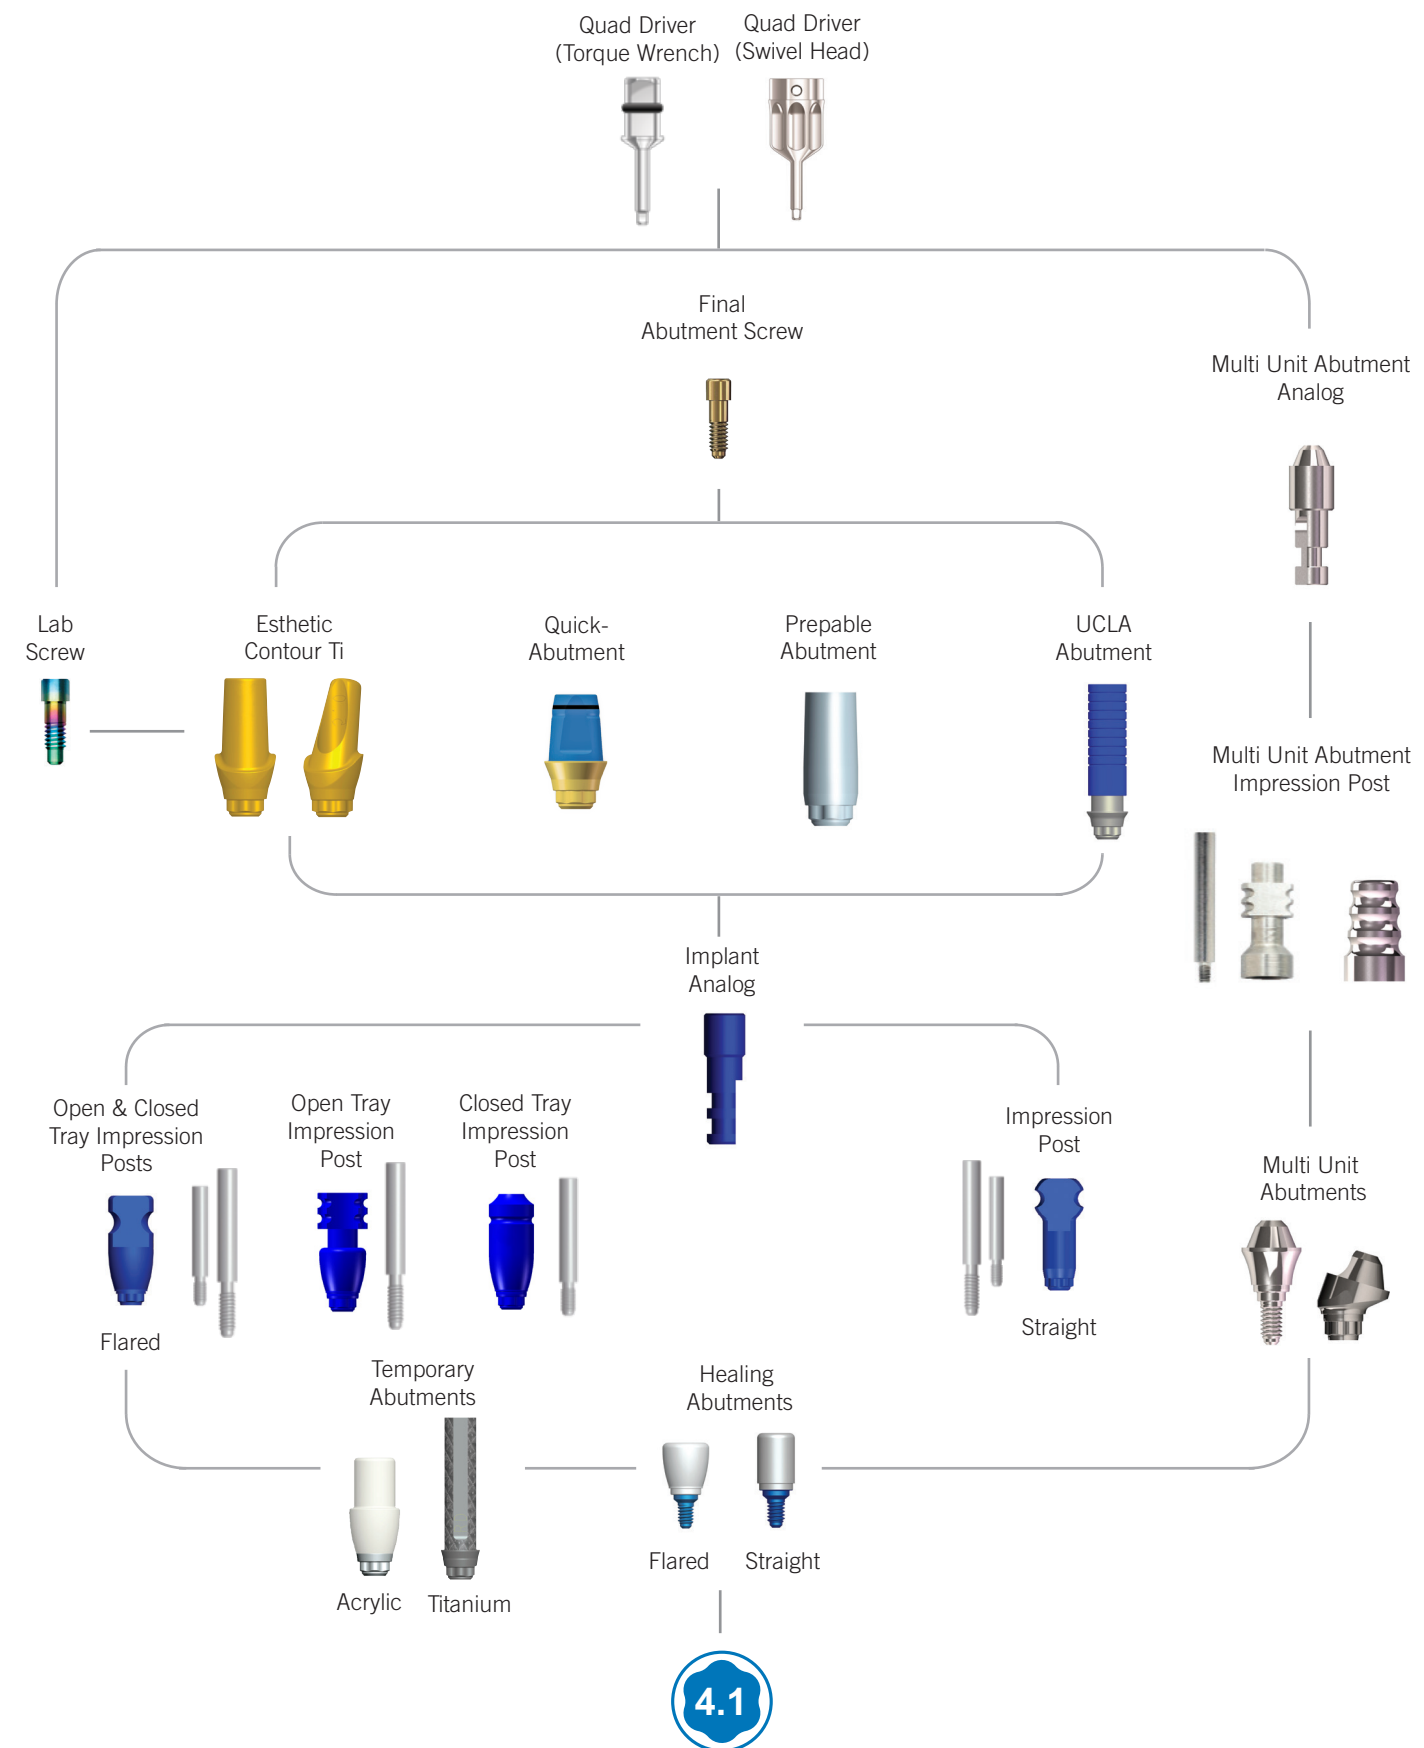 Quad Driver
(Torque Wrench)
Quad Driver
(Swivel Head)
Final
Abutment Screw
Multi Unit Abutment
Analog
Lab
Screw
Esthetic
Contour Ti
Quick-
Abutment
Prepable
Abutment
UCLA
Abutment
Multi Unit Abutment
Impression Post
Implant
Analog
Open & Closed
Tray Impression
Posts
Open Tray
Impression
Post
Closed Tray
Impression
Post
Impression
Post
Multi Unit
Abutments
Flared
Straight
Temporary
Abutments
Healing
Abutments
Flared
Straight
Acrylic
Titanium
4.1